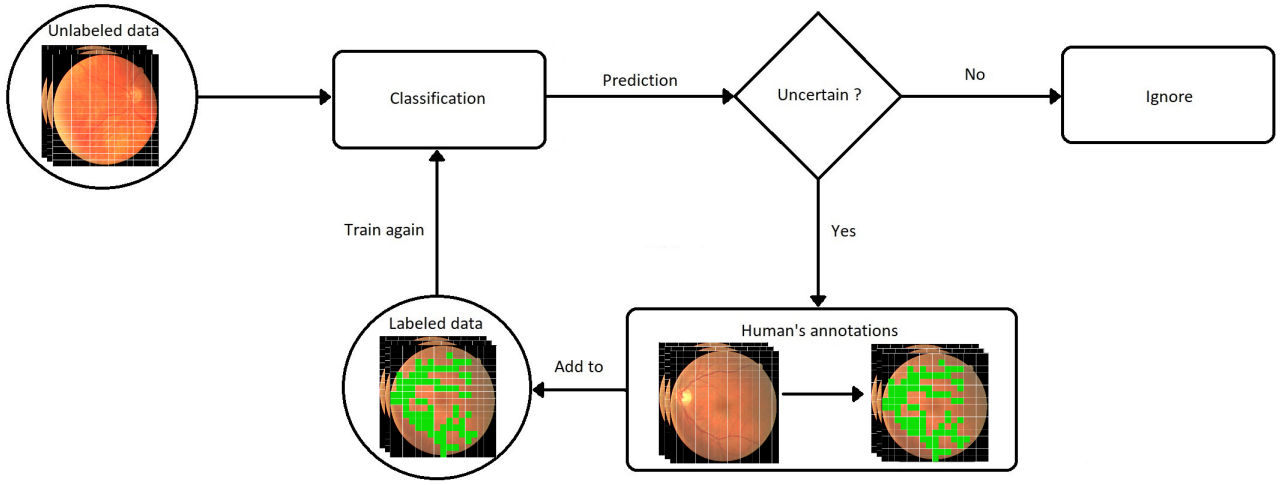 Unlabeled data
Classification
Prediction
Uncertain ?
No
Ignore
Train again
Yes
Labeled data
Add to
Human's annotations